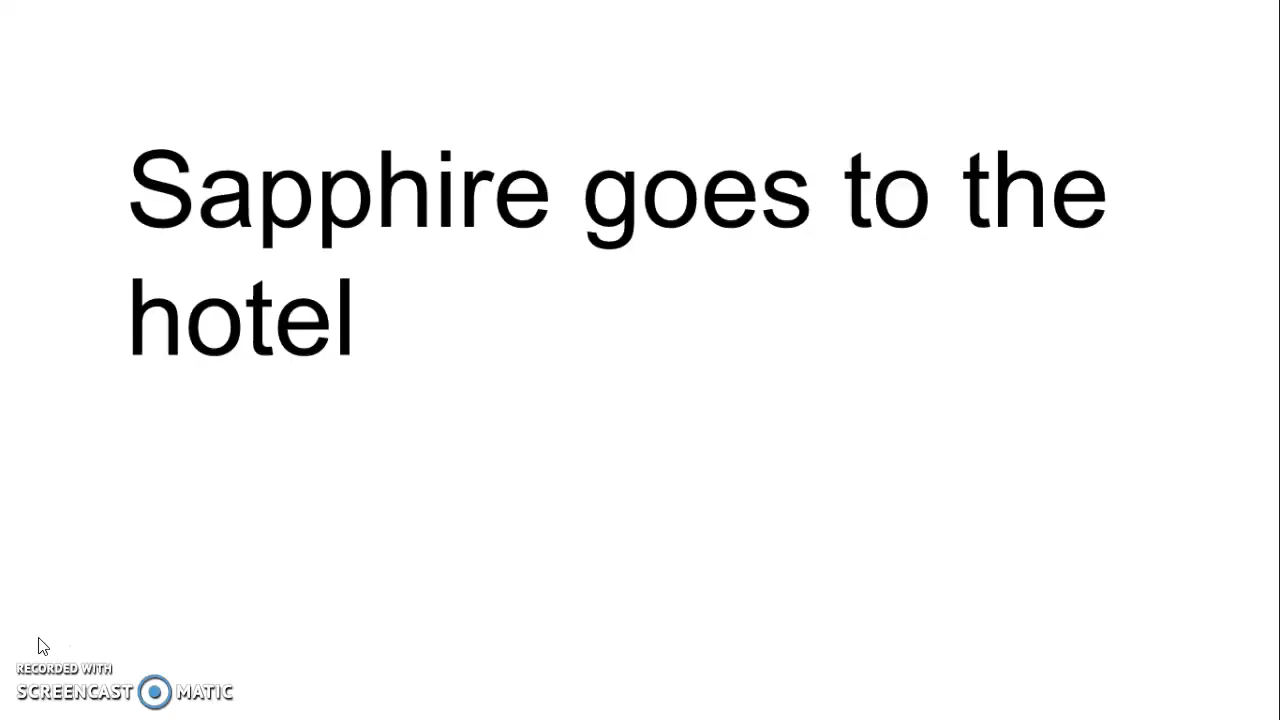 Sapphire goes to the
hotel
RECORDED WITH
SCREENCAST MATIC